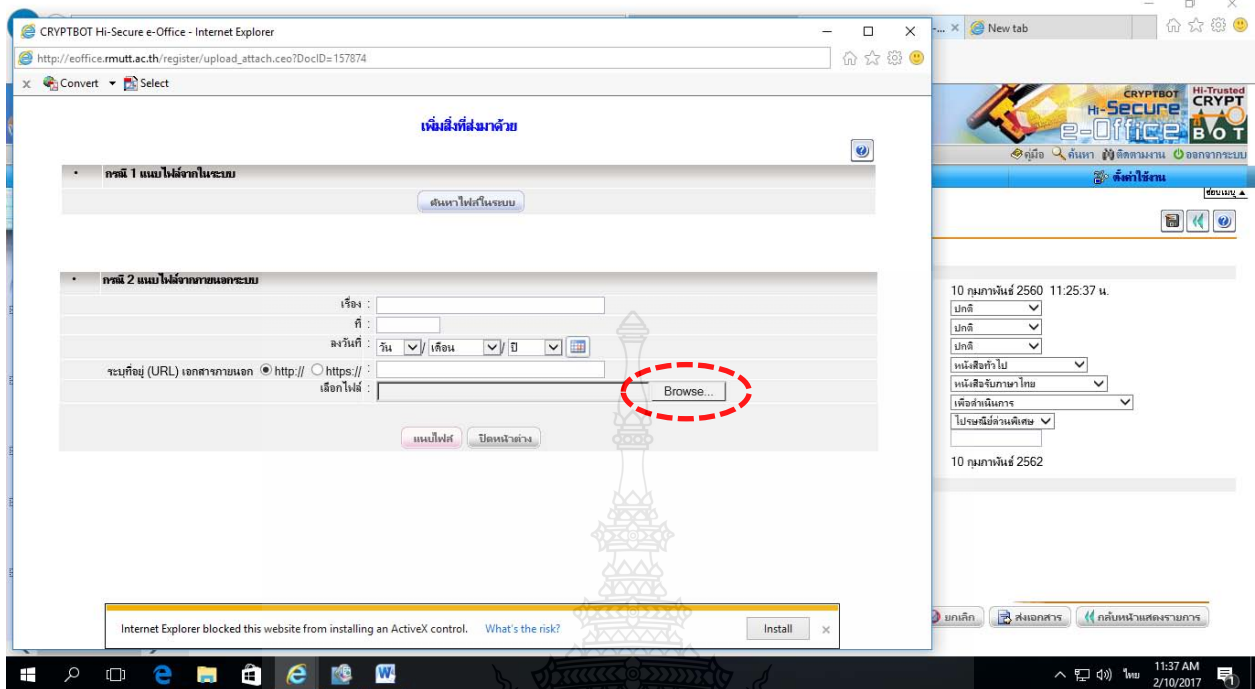 CRYPTBOT Hi-Secure e-Office - Internet Explorer
http://eoffice.rmutt.ac.th/register/upload_attach.ceo?DocID=157874
x Convert Select
เพิ่มสิ่งที่ส่งมาด้วย
• กรณี 1 แนบไฟล์จากในระบบ
ค้นหาไฟล์ในระบบ
• กรณี 2 แนบไฟล์จากภายนอกระบบ
เรื่อง :
ที่ :
ลงวันที่ : วัน / เดือน / ปี
ระบุที่อยู่ (URL) เอกสารภายนอก http:// https:// :
เลือกไฟล์ : Browse...
แนบไฟล์ ปิดหน้าต่าง
Internet Explorer blocked this website from installing an ActiveX control. What's the risk? Install
New tab
CRYPTBOT
Hi-Secure
e-Office
Hi-Trusted
CRYPT
BOT
คู่มือ ค้นหา ติดตามงาน ออกจากระบบ
ตั้งค่าใช้งาน
ซ่อนเมนู
10 กุมภาพันธ์ 2560 11:25:37 น.
ปกติ
ปกติ
ปกติ
หนังสือทั่วไป
หนังสือรับภาษาไทย
เพื่อดำเนินการ
ไปรษณีย์ด่วนพิเศษ
10 กุมภาพันธ์ 2562
ยกเลิก ส่งเอกสาร กลับหน้าแสดงรายการ
ไทย
11:37 AM
2/10/2017